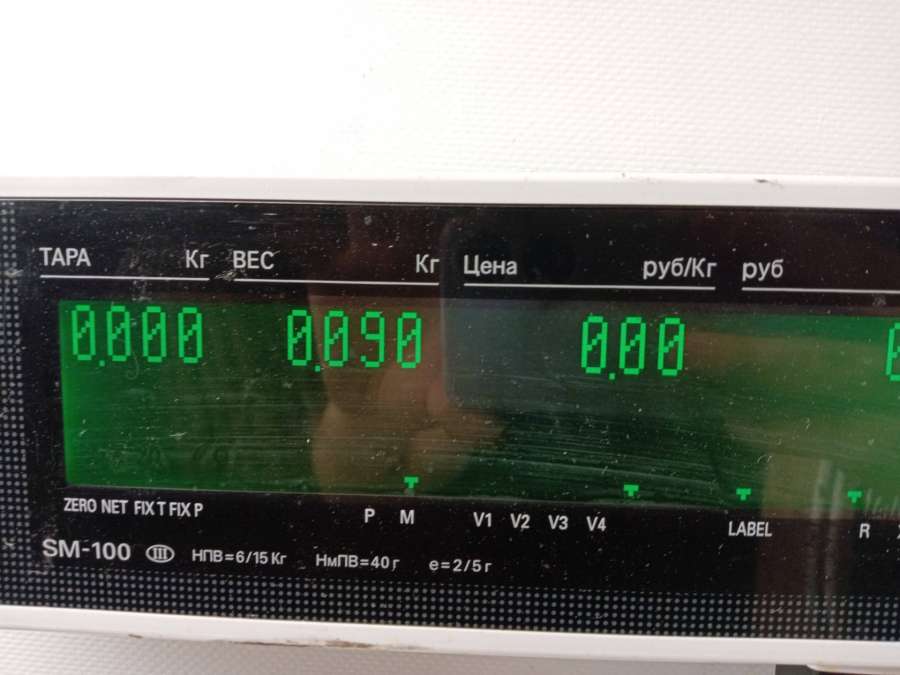 ТАРА Кг ВЕС Кг Цена руб/Кг руб
0.000 0.090 0.00
ZERO NET FIX T FIX P P M V1 V2 V3 V4 LABEL R
SM-100 III НПВ=6/15 Кг НмПВ=40 г e=2/5 г